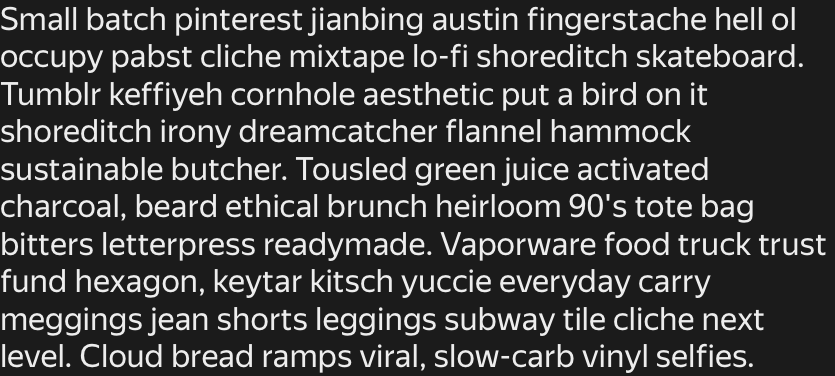 Small batch pinterest jianbing austin fingerstache hell ol
occupy pabst cliche mixtape lo-fi shoreditch skateboard.
Tumblr keffiyeh cornhole aesthetic put a bird on it
shoreditch irony dreamcatcher flannel hammock
sustainable butcher. Tousled green juice activated
charcoal, beard ethical brunch heirloom 90's tote bag
bitters letterpress readymade. Vaporware food truck trust
fund hexagon, keytar kitsch yuccie everyday carry
meggings jean shorts leggings subway tile cliche next
level. Cloud bread ramps viral, slow-carb vinyl selfies.